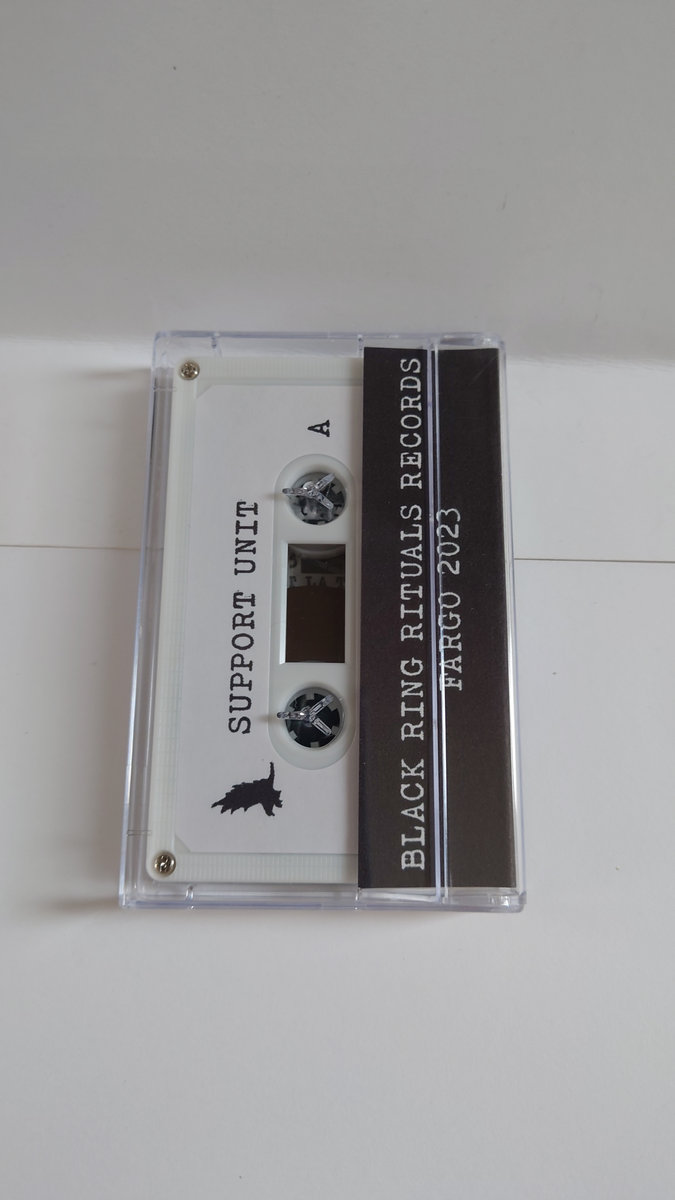 SUPPORT UNIT
A
BLACK RING RITUALS RECORDS
FARGO 2023